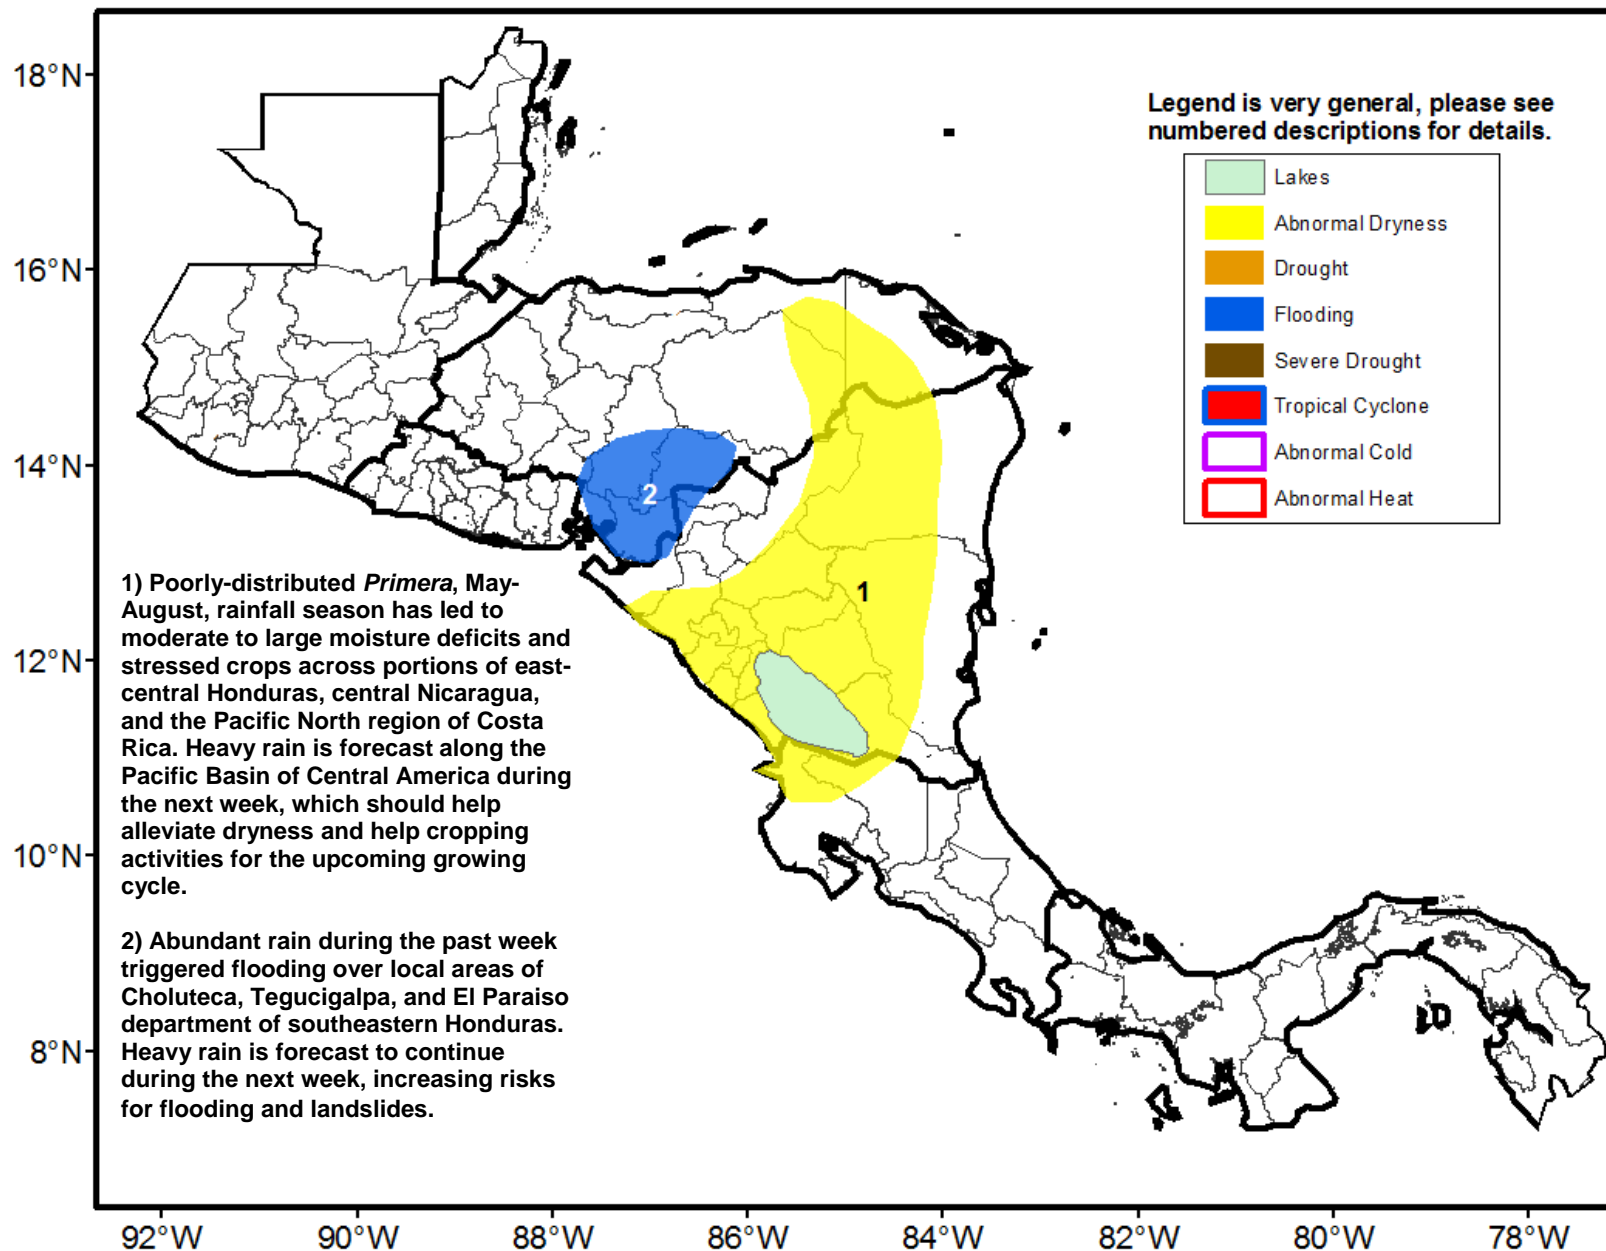 18°N
16°N
14°N
12°N
10°N
8°N
Legend is very general, please see
numbered descriptions for details.
Lakes
Abnormal Dryness
Drought
Flooding
Severe Drought
Tropical Cyclone
Abnormal Cold
Abnormal Heat
2
1
1) Poorly-distributed Primera, May-
August, rainfall season has led to
moderate to large moisture deficits and
stressed crops across portions of east-
central Honduras, central Nicaragua,
and the Pacific North region of Costa
Rica. Heavy rain is forecast along the
Pacific Basin of Central America during
the next week, which should help
alleviate dryness and help cropping
activities for the upcoming growing
cycle.
2) Abundant rain during the past week
triggered flooding over local areas of
Choluteca, Tegucigalpa, and El Paraiso
department of southeastern Honduras.
Heavy rain is forecast to continue
during the next week, increasing risks
for flooding and landslides.
92°W
90°W
88°W
86°W
84°W
82°W
80°W
78°W